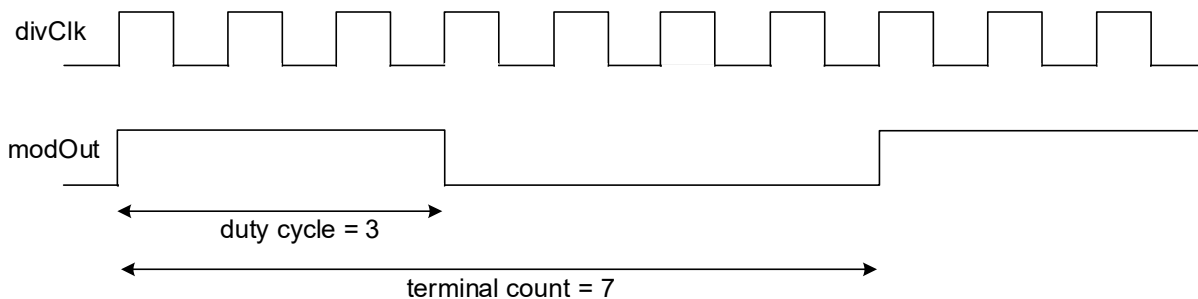 divClk
modOut
duty cycle = 3
terminal count = 7